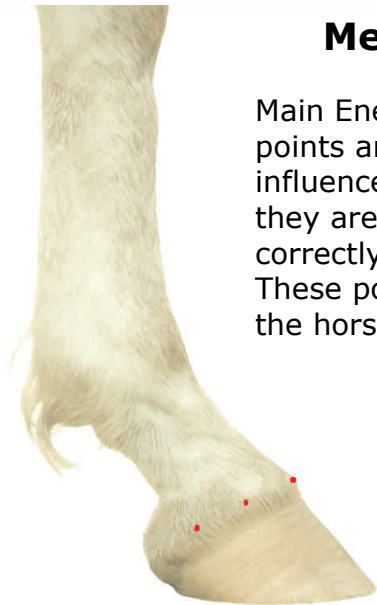 Me
Main Ene
points ar
influence
they are
correctly
These po
the hors